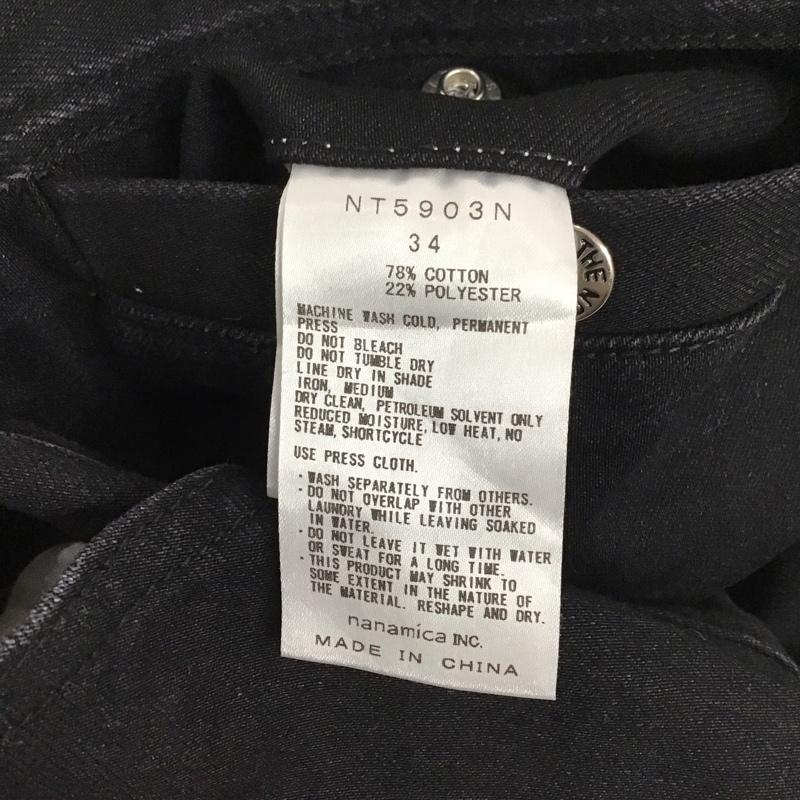 NT5903N
34
78% COTTON
22% POLYESTER
MACHINE WASH COLD, PERMANENT
PRESS
DO NOT BLEACH
DO NOT TUMBLE DRY
LINE DRY IN SHADE
IRON, MEDIUM
DRY CLEAN, PETROLEUM SOLVENT ONLY
REDUCED MOISTURE, LOW HEAT, NO
STEAM, SHORTCYCLE
USE PRESS CLOTH.
・WASH SEPARATELY FROM OTHERS.
・DO NOT OVERLAP WITH OTHER
LAUNDRY WHILE LEAVING SOAKED
IN WATER.
・DO NOT LEAVE IT WET WITH WATER
OR SWEAT FOR A LONG TIME.
・THIS PRODUCT MAY SHRINK TO
SOME EXTENT IN THE NATURE OF
THE MATERIAL. RESHAPE AND DRY.
nanamica INC.
MADE IN CHINA
THE NO